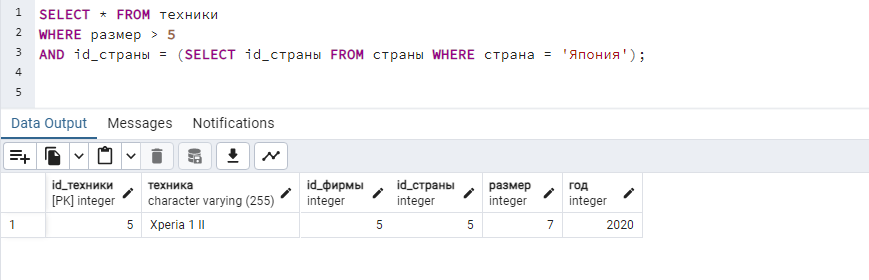 1 SELECT * FROM техники
2 WHERE размер > 5
3 AND id_страны = (SELECT id_страны FROM страны WHERE страна = 'Япония');
4
5
Data Output Messages Notifications
id_техники техника id_фирмы id_страны размер год
[PK] integer character varying (255) integer integer integer integer
1 5 Xperia 1 II 5 5 7 2020